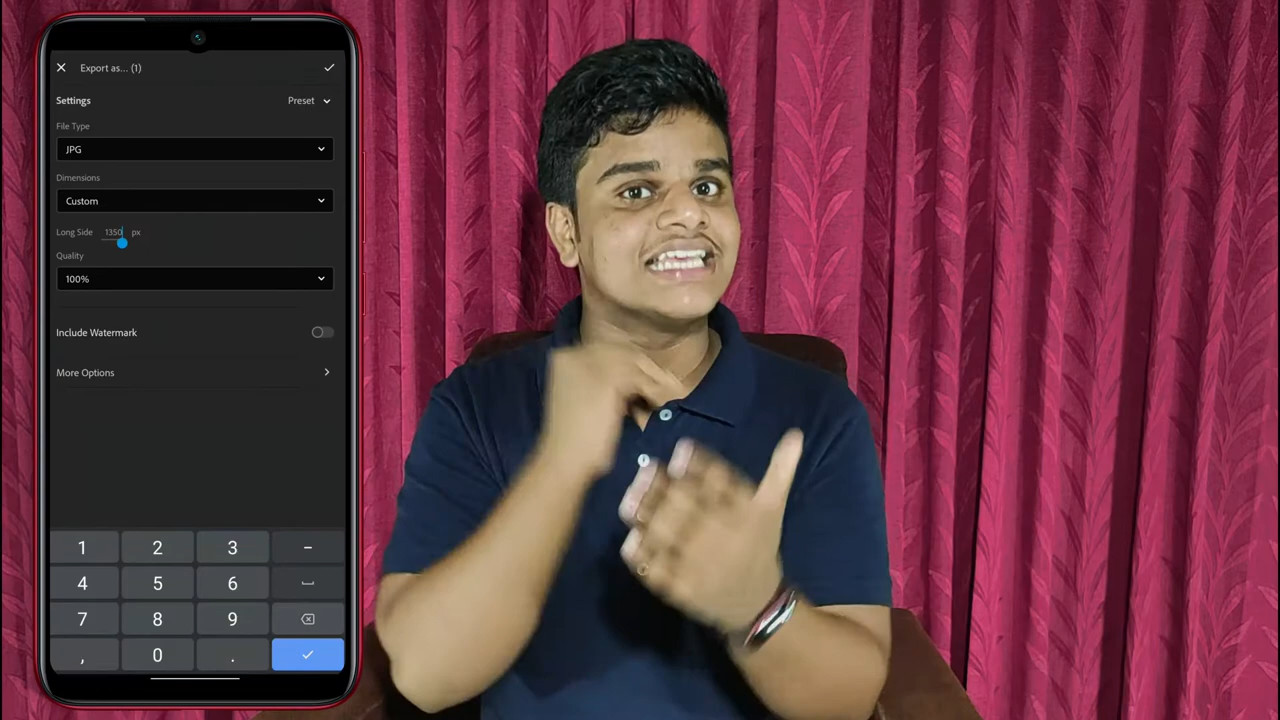 Export as... (1)
Settings
Preset
File Type
JPG
Dimensions
Custom
Long Side 1350 px
Quality
100%
Include Watermark
More Options
1 2 3 -
4 5 6
7 8 9
, 0 .